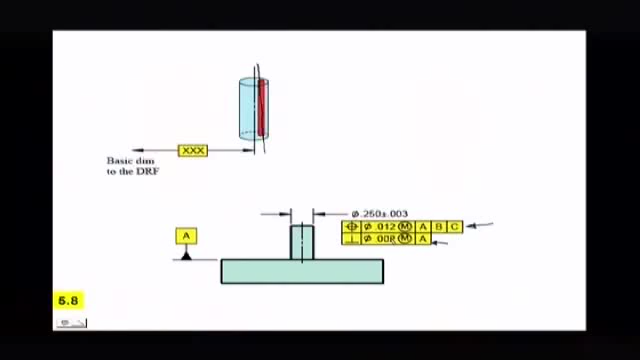 XXX
Basic dim
to the DRF
Ø.250±.003
⌖ Ø .012 Ⓜ A B C
⟂ Ø .008 Ⓜ A
A
5.8